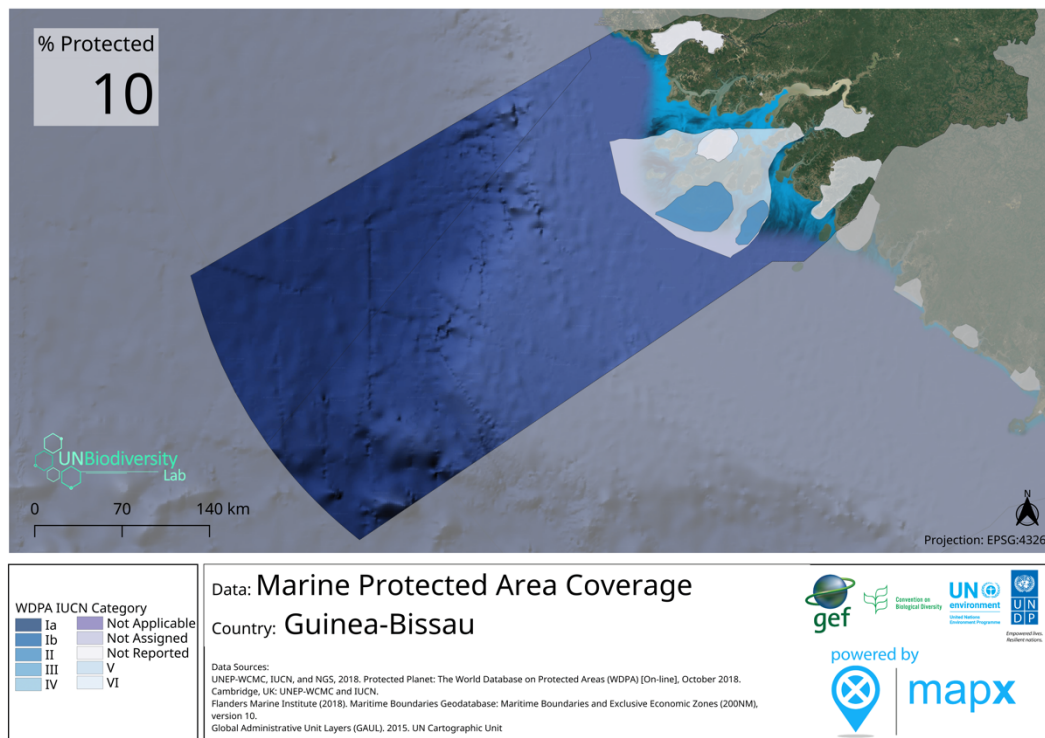 % Protected
10
UNBiodiversity
Lab
0 70 140 km
N
Projection: EPSG:4326
WDPA IUCN Category
Ia
Ib
II
III
IV
Not Applicable
Not Assigned
Not Reported
V
VI
Data: Marine Protected Area Coverage
Country: Guinea-Bissau
Data Sources:
UNEP-WCMC, IUCN, and NGS, 2018. Protected Planet: The World Database on Protected Areas (WDPA) [On-line], October 2018.
Cambridge, UK: UNEP-WCMC and IUCN.
Flanders Marine Institute (2018). Maritime Boundaries Geodatabase: Maritime Boundaries and Exclusive Economic Zones (200NM),
version 10.
Global Administrative Unit Layers (GAUL). 2015. UN Cartographic Unit
gef
Convention on
Biological Diversity
UN
environment
United Nations
Environment Programme
U N
D P
Empowered lives.
Resilient nations.
powered by
mapx